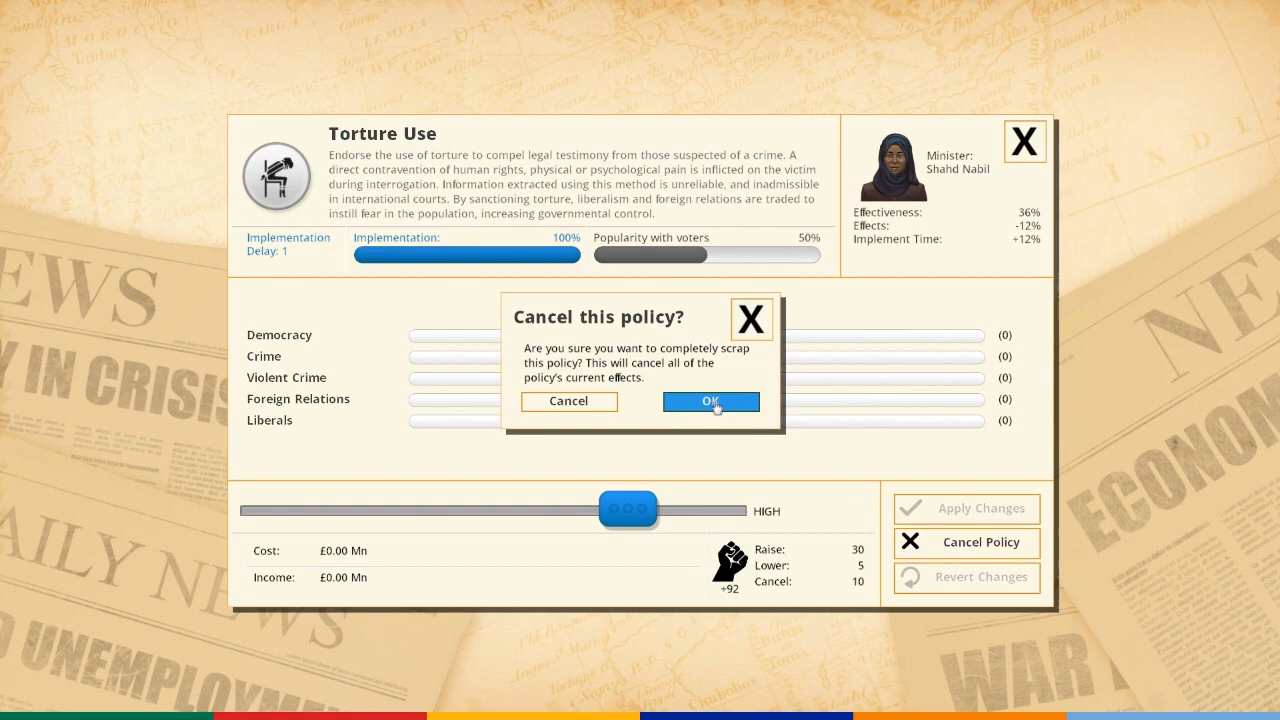 Torture Use
Endorse the use of torture to compel legal testimony from those suspected of a crime. A
direct contravention of human rights, physical or psychological pain is inflicted on the victim
during interrogation. Information extracted using this method is unreliable, and inadmissible
in international courts. By sanctioning torture, liberalism and foreign relations are traded to
instill fear in the population, increasing governmental control.
Minister:
Shahd Nabil
Effectiveness: 36%
Effects: -12%
Implement Time: +12%
X
Implementation
Delay: 1
Implementation: 100%
Popularity with voters 50%
Democracy (0)
Crime (0)
Violent Crime (0)
Foreign Relations (0)
Liberals (0)
Cancel this policy?
X
Are you sure you want to completely scrap
this policy? This will cancel all of the
policy's current effects.
Cancel
OK
HIGH
Cost: £0.00 Mn
Income: £0.00 Mn
+92
Raise: 30
Lower: 5
Cancel: 10
Apply Changes
Cancel Policy
Revert Changes
EWS
Y IN CRISIS
AILY NEWS
UNEMPLOYM
NE
ECONOM
WAR